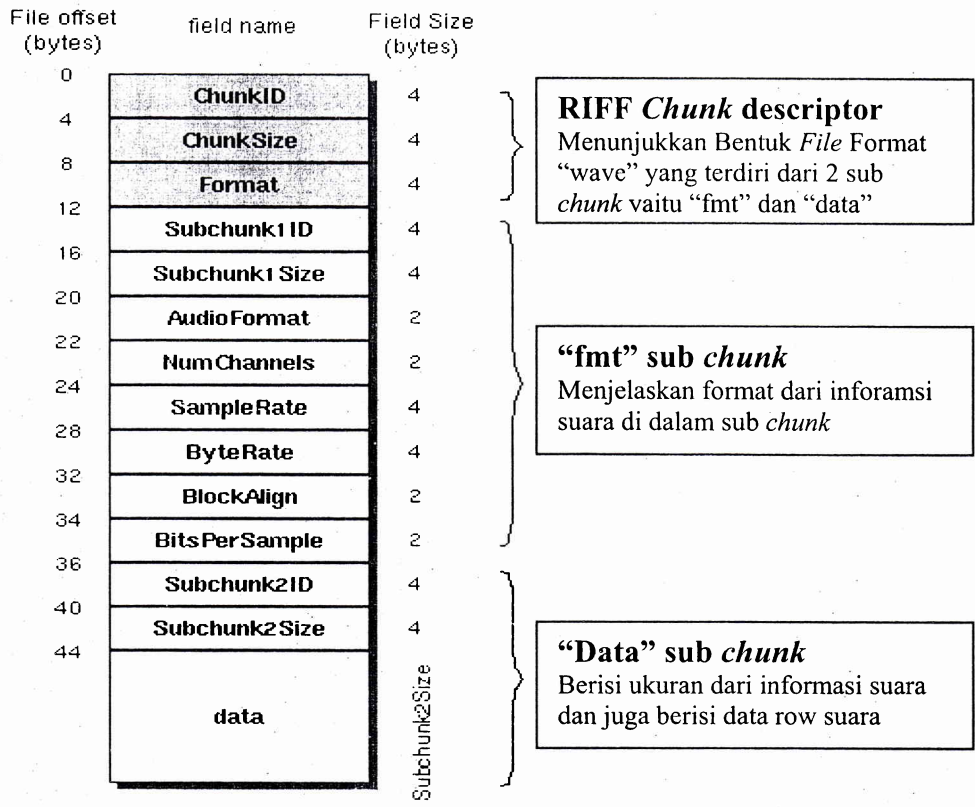 File offset (bytes)
field name
Field Size (bytes)
0
ChunkID
4
4
ChunkSize
4
8
Format
4
12
Subchunk1ID
4
16
Subchunk1Size
4
20
AudioFormat
2
22
NumChannels
2
24
SampleRate
4
28
ByteRate
4
32
BlockAlign
2
34
BitsPerSample
2
36
Subchunk2ID
4
40
Subchunk2Size
4
44
data
Subchunk2Size
RIFF Chunk descriptor
Menunjukkan Bentuk File Format
“wave” yang terdiri dari 2 sub
chunk vaitu “fmt” dan “data”
“fmt” sub chunk
Menjelaskan format dari inforamsi
suara di dalam sub chunk
“Data” sub chunk
Berisi ukuran dari informasi suara
dan juga berisi data row suara